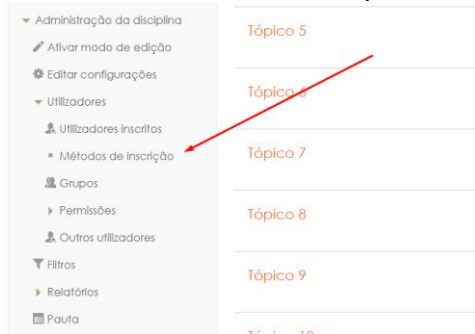 Administração da disciplina
Ativar modo de edição
Editar configurações
Utilizadores
Utilizadores inscritos
Métodos de inscrição
Grupos
Permissões
Outros utilizadores
Filtros
Relatórios
Pauta
Tópico 5
Tópico 6
Tópico 7
Tópico 8
Tópico 9